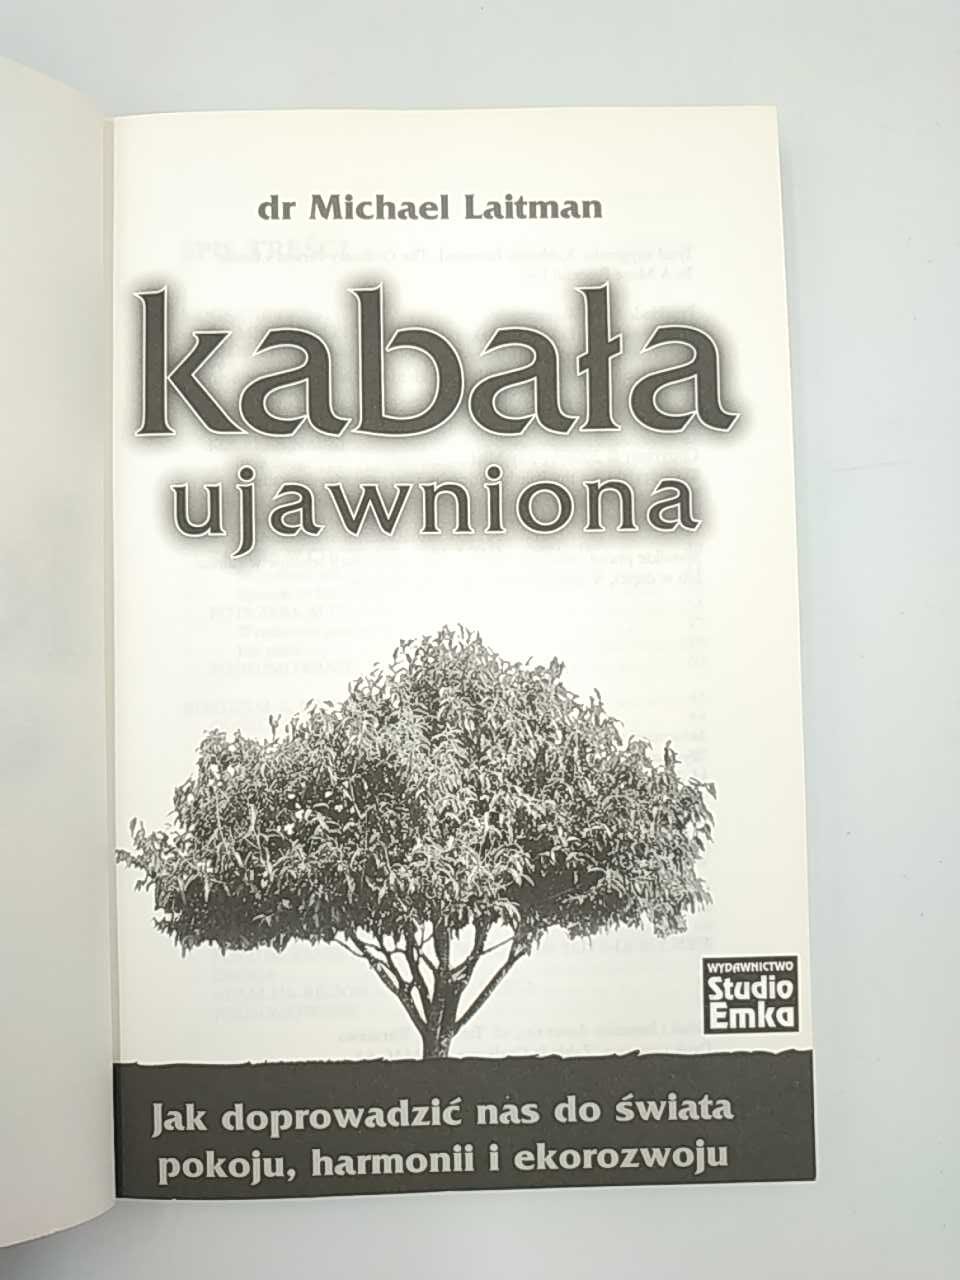 dr Michael Laitman
kabała
ujawniona
WYDAWNICTWO
Studio
Emka
Jak doprowadzić nas do świata
pokoju, harmonii i ekorozwoju